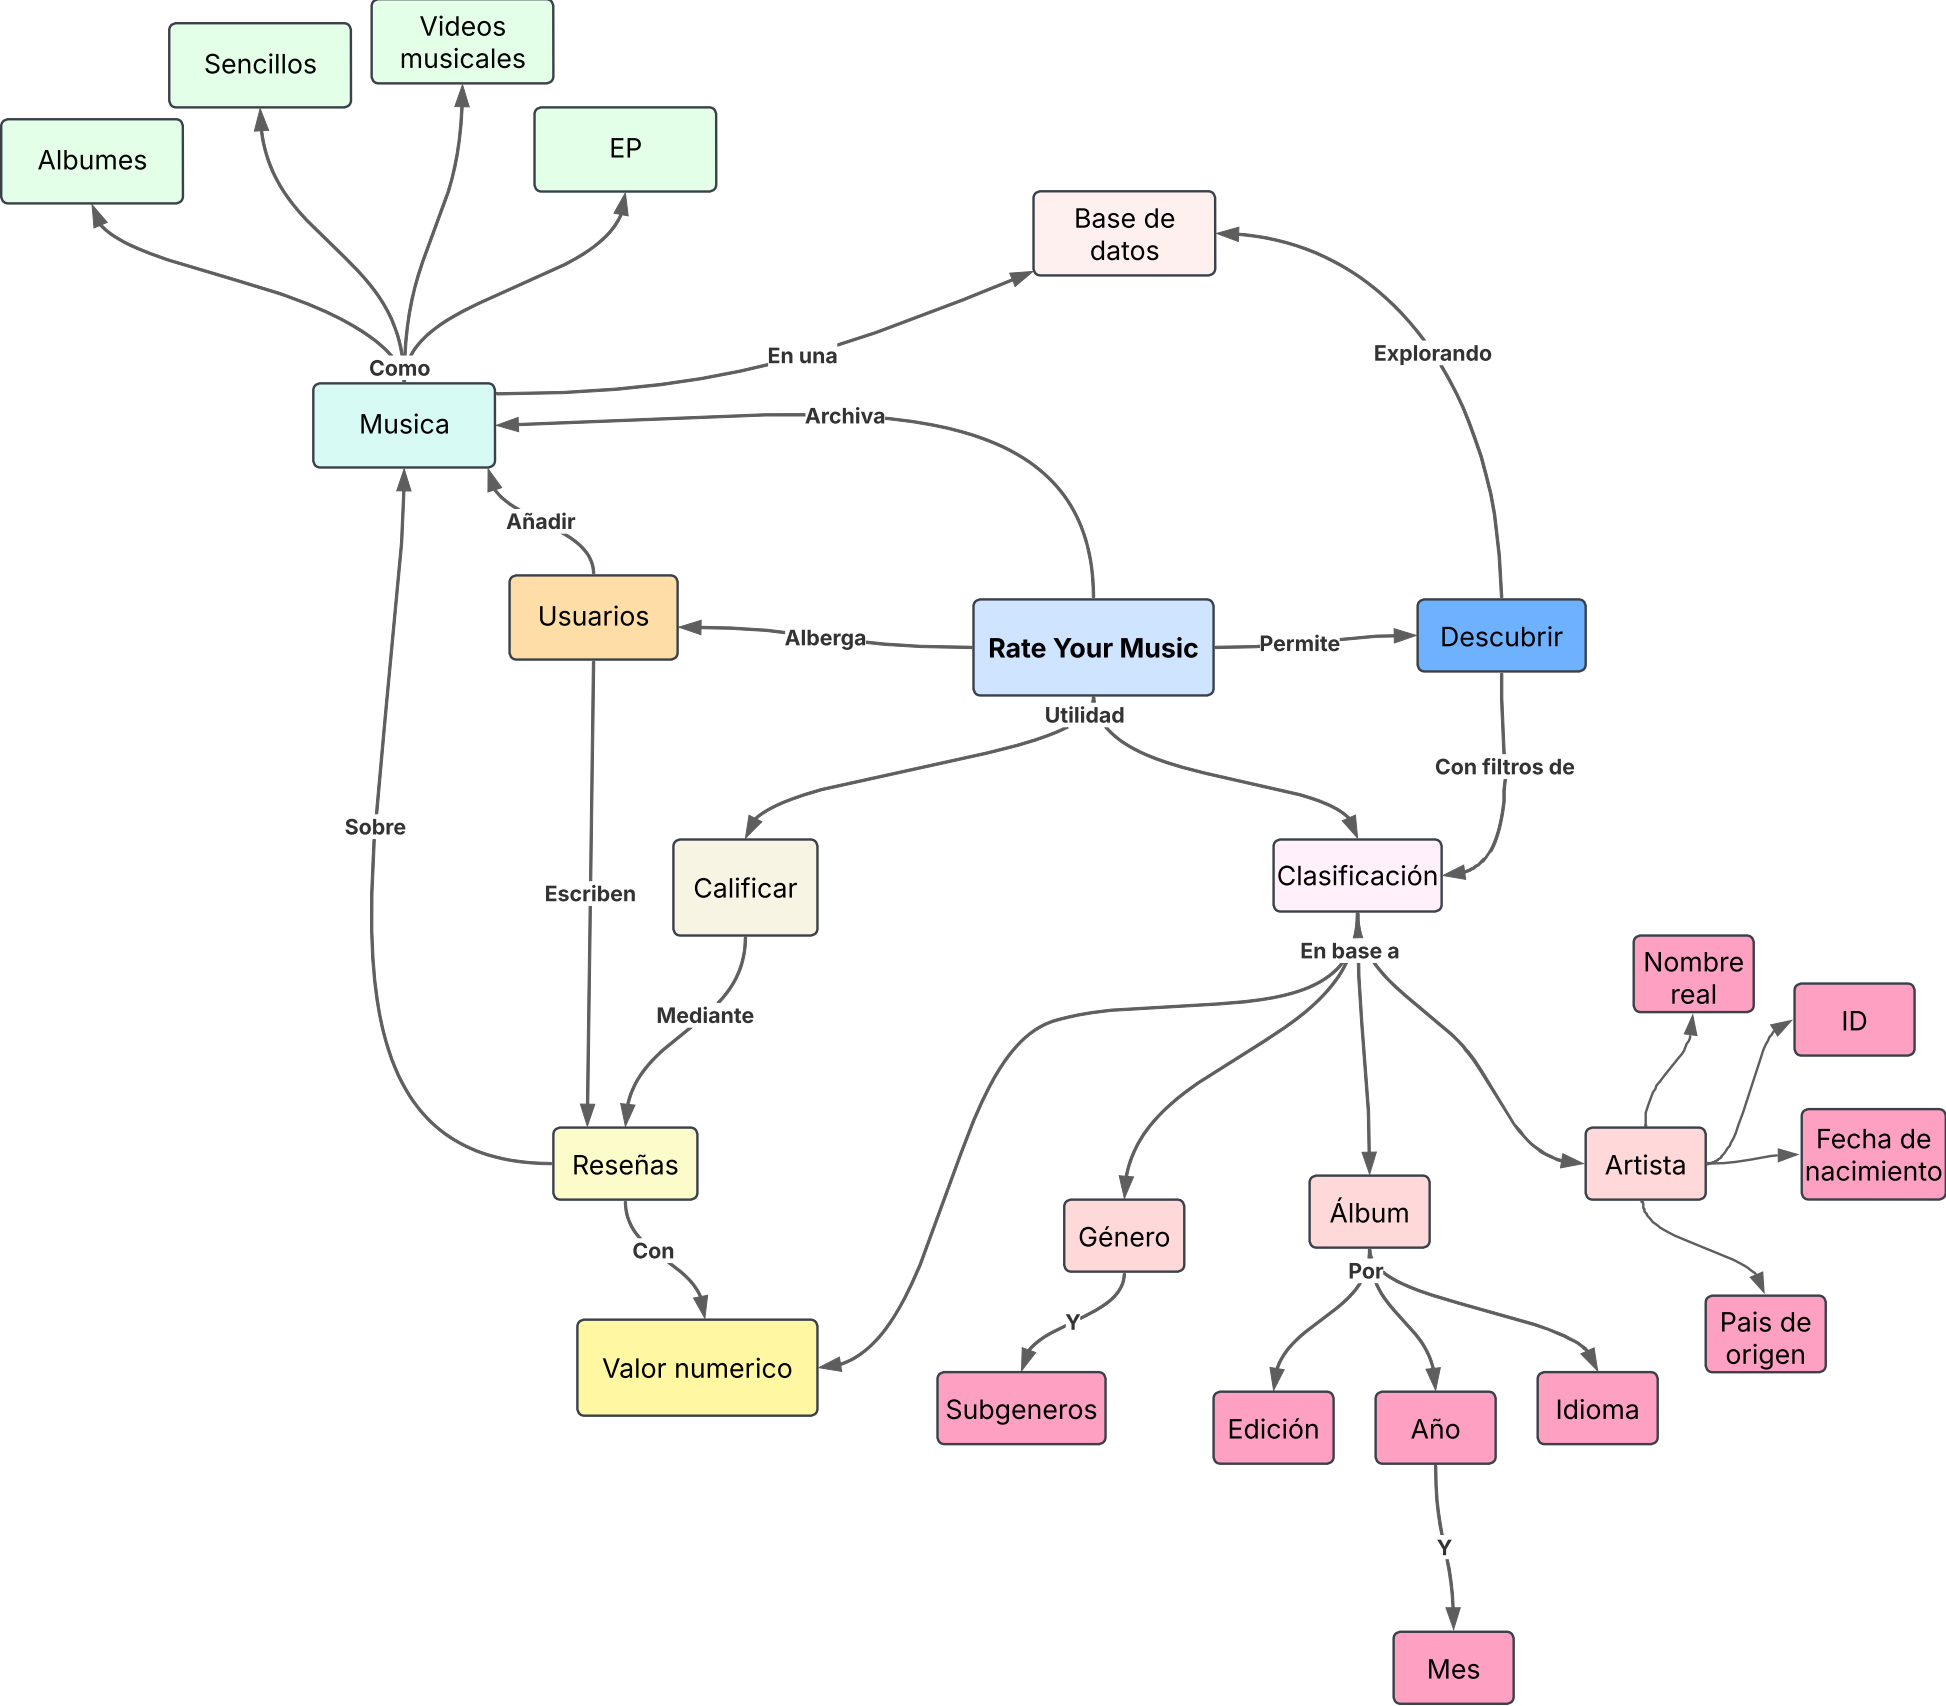 Videos
musicales
Sencillos
EP
Albumes
Base de
datos
En una
Explorando
Como
Archiva
Musica
Añadir
Usuarios
Alberga
Rate Your Music
Permite
Descubrir
Utilidad
Con filtros de
Sobre
Escriben
Calificar
Clasificación
En base a
Nombre
real
ID
Mediante
Fecha de
nacimiento
Reseñas
Artista
Álbum
Género
Con
Por
Y
Pais de
origen
Valor numerico
Subgeneros
Edición
Año
Idioma
Y
Mes